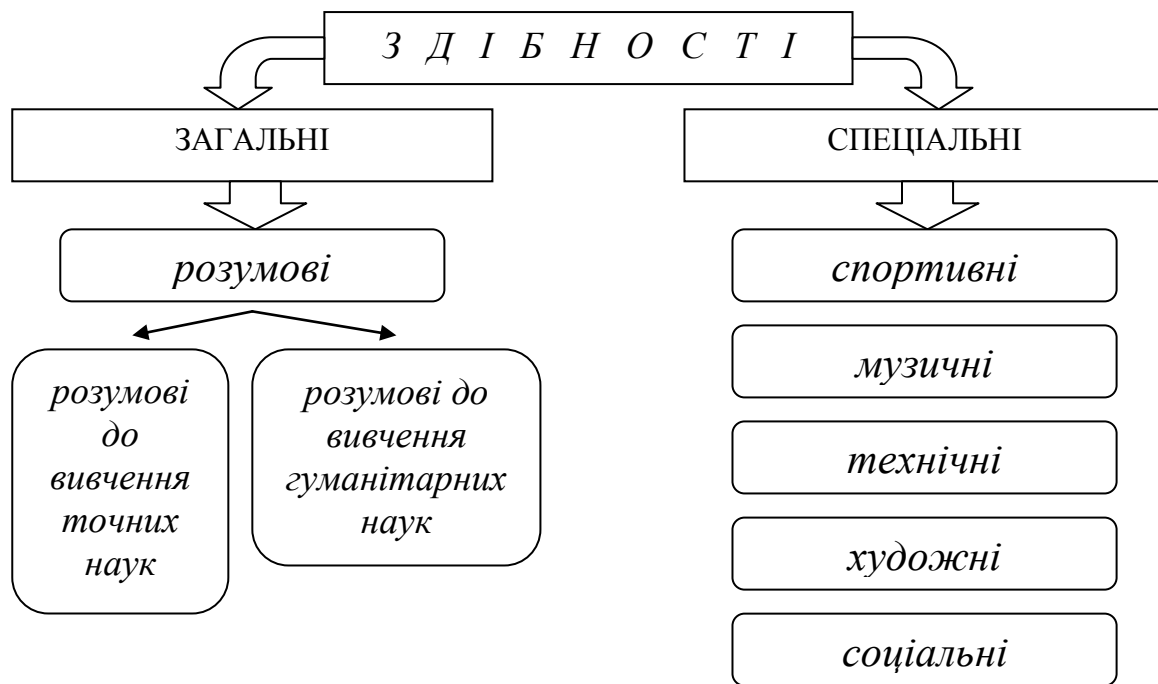 З Д І Б Н О С Т І
ЗАГАЛЬНІ
СПЕЦІАЛЬНІ
розумові
розумові
до
вивчення
точних
наук
розумові до
вивчення
гуманітарних
наук
спортивні
музичні
технічні
художні
соціальні